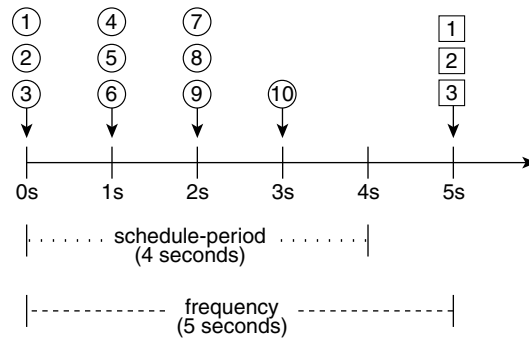 1 4 7 1
2 5 8 2
3 6 9 10 3
0s 1s 2s 3s 4s 5s
schedule-period
(4 seconds)
frequency
(5 seconds)